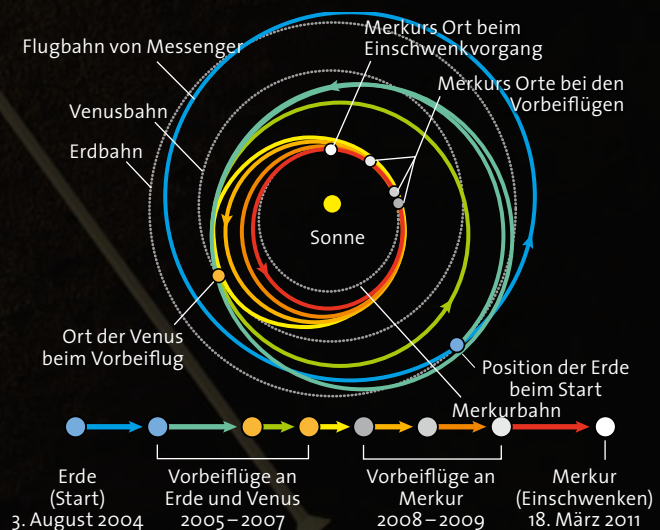 Flugbahn von Messenger
Merkurs Ort beim
Einschwenkvorgang
Merkurs Orte bei den
Vorbeiflügen
Venusbahn
Erdbahn
Sonne
Ort der Venus
beim Vorbeiflug
Position der Erde
beim Start
Merkurbahn
Erde
(Start)
3. August 2004
Vorbeiflüge an
Erde und Venus
2005–2007
Vorbeiflüge an
Merkur
2008–2009
Merkur
(Einschwenken)
18. März 2011